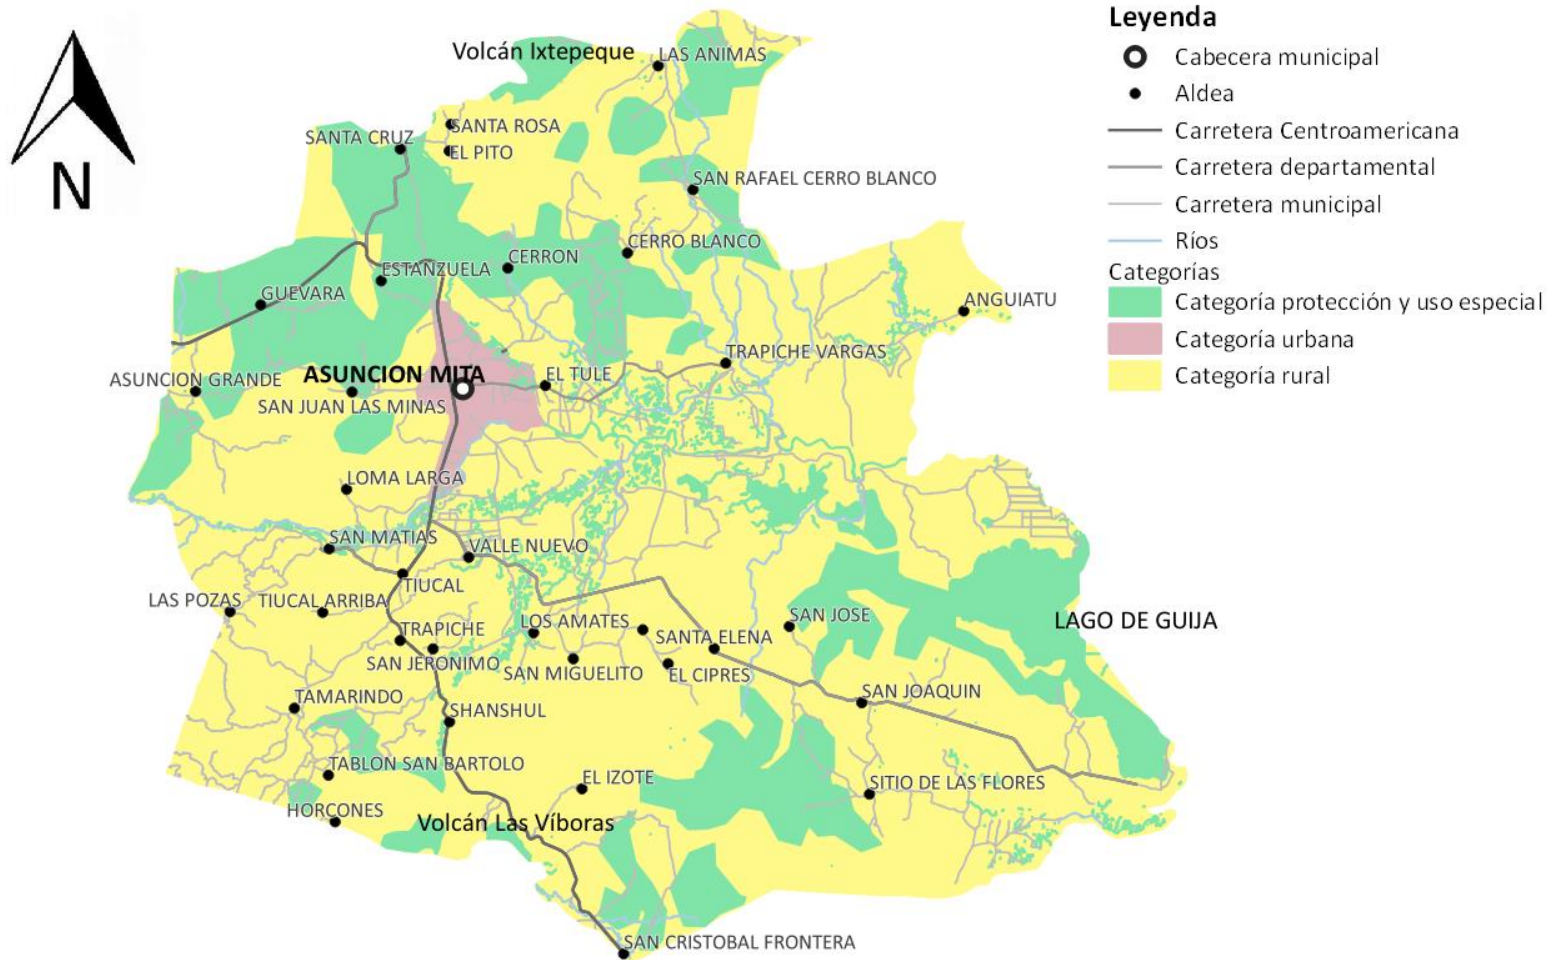 Leyenda
Cabecera municipal
Aldea
Carretera Centroamericana
Carretera departamental
Carretera municipal
Ríos
Categorías
Categoría protección y uso especial
Categoría urbana
Categoría rural
N
Volcán Ixtepeque
LAS ANIMAS
SANTA ROSA
SANTA CRUZ
EL PITO
SAN RAFAEL CERRO BLANCO
CERRO BLANCO
CERRON
ESTANZUELA
GUEVARA
ANGUIATU
TRAPICHE VARGAS
ASUNCION GRANDE
ASUNCION MITA
EL TULE
SAN JUAN LAS MINAS
LOMA LARGA
SAN MATIAS
VALLE NUEVO
TIUCAL
LAS POZAS
TIUCAL ARRIBA
LAGO DE GUIJA
SAN JOSE
LOS AMATES
TRAPICHE
SANTA ELENA
SAN JERONIMO
SAN MIGUELITO
EL CIPRES
SAN JOAQUIN
TAMARINDO
SHANSHUL
TABLON SAN BARTOLO
EL IZOTE
SITIO DE LAS FLORES
HORCONES
Volcán Las Víboras
SAN CRISTOBAL FRONTERA